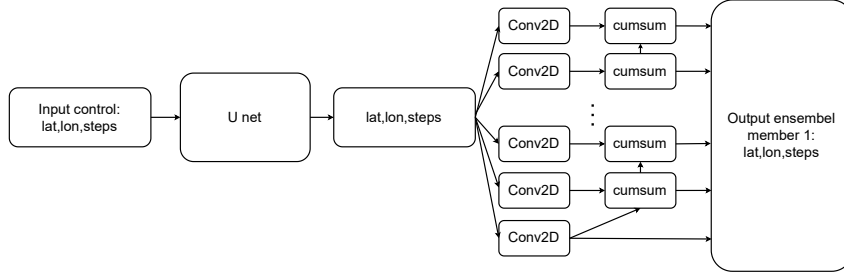 Input control:
lat,lon,steps
U net
lat,lon,steps
Conv2D
cumsum
Conv2D
cumsum
Conv2D
cumsum
Conv2D
cumsum
Conv2D
Output ensembel
member 1:
lat,lon,steps